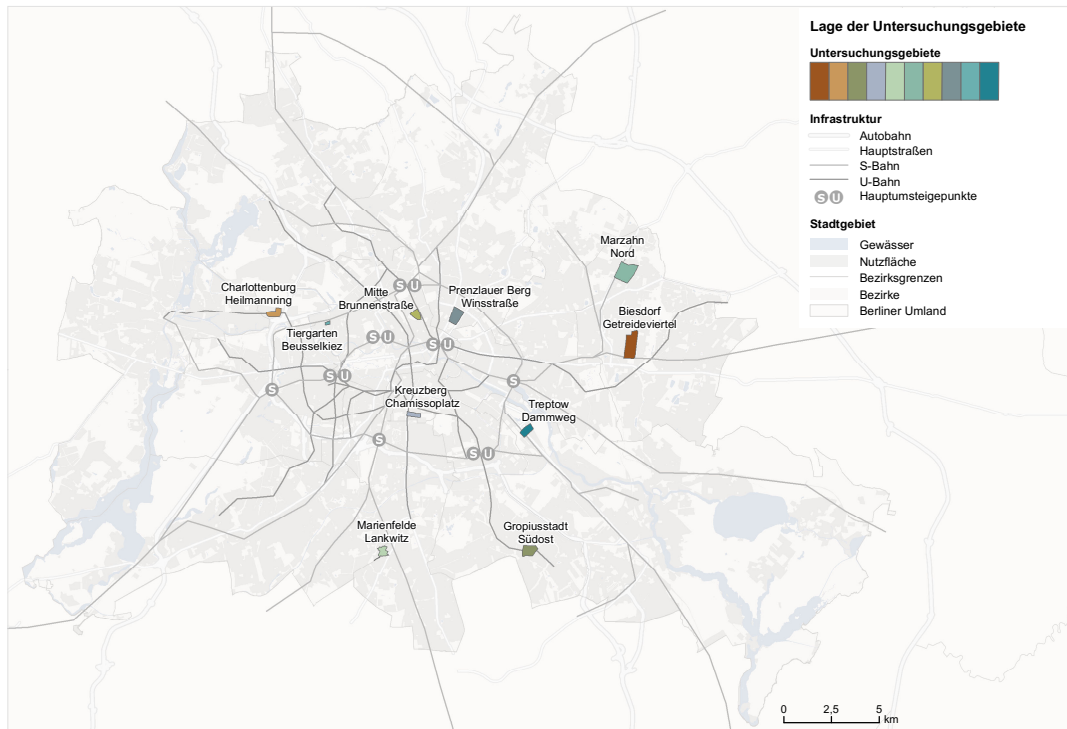 Lage der Untersuchungsgebiete
Untersuchungsgebiete
Infrastruktur
Autobahn
Hauptstraßen
S-Bahn
U-Bahn
S U Hauptumsteigepunkte
Stadtgebiet
Gewässer
Nutzfläche
Bezirksgrenzen
Bezirke
Berliner Umland
Marzahn
Nord
Charlottenburg
Heilmannring
Mitte
Brunnenstraße
Prenzlauer Berg
Winsstraße
Biesdorf
Getreideviertel
Tiergarten
Beusselkiez
S U
S U
S U
S U
S
S
Kreuzberg
Chamissoplatz
Treptow
Dammweg
S
S U
Marienfelde
Lankwitz
Gropiusstadt
Südost
0 2,5 5
km